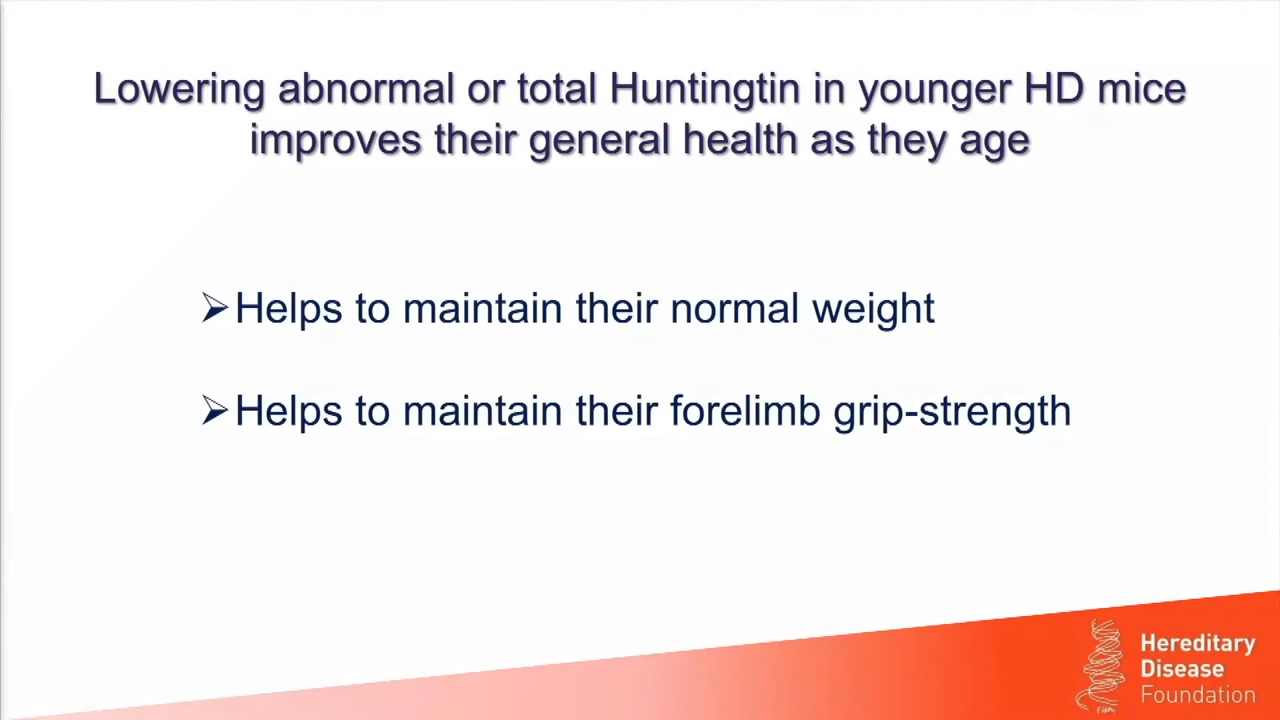 Lowering abnormal or total Huntingtin in younger HD mice
improves their general health as they age
➢Helps to maintain their normal weight
➢Helps to maintain their forelimb grip-strength
Hereditary
Disease
Foundation